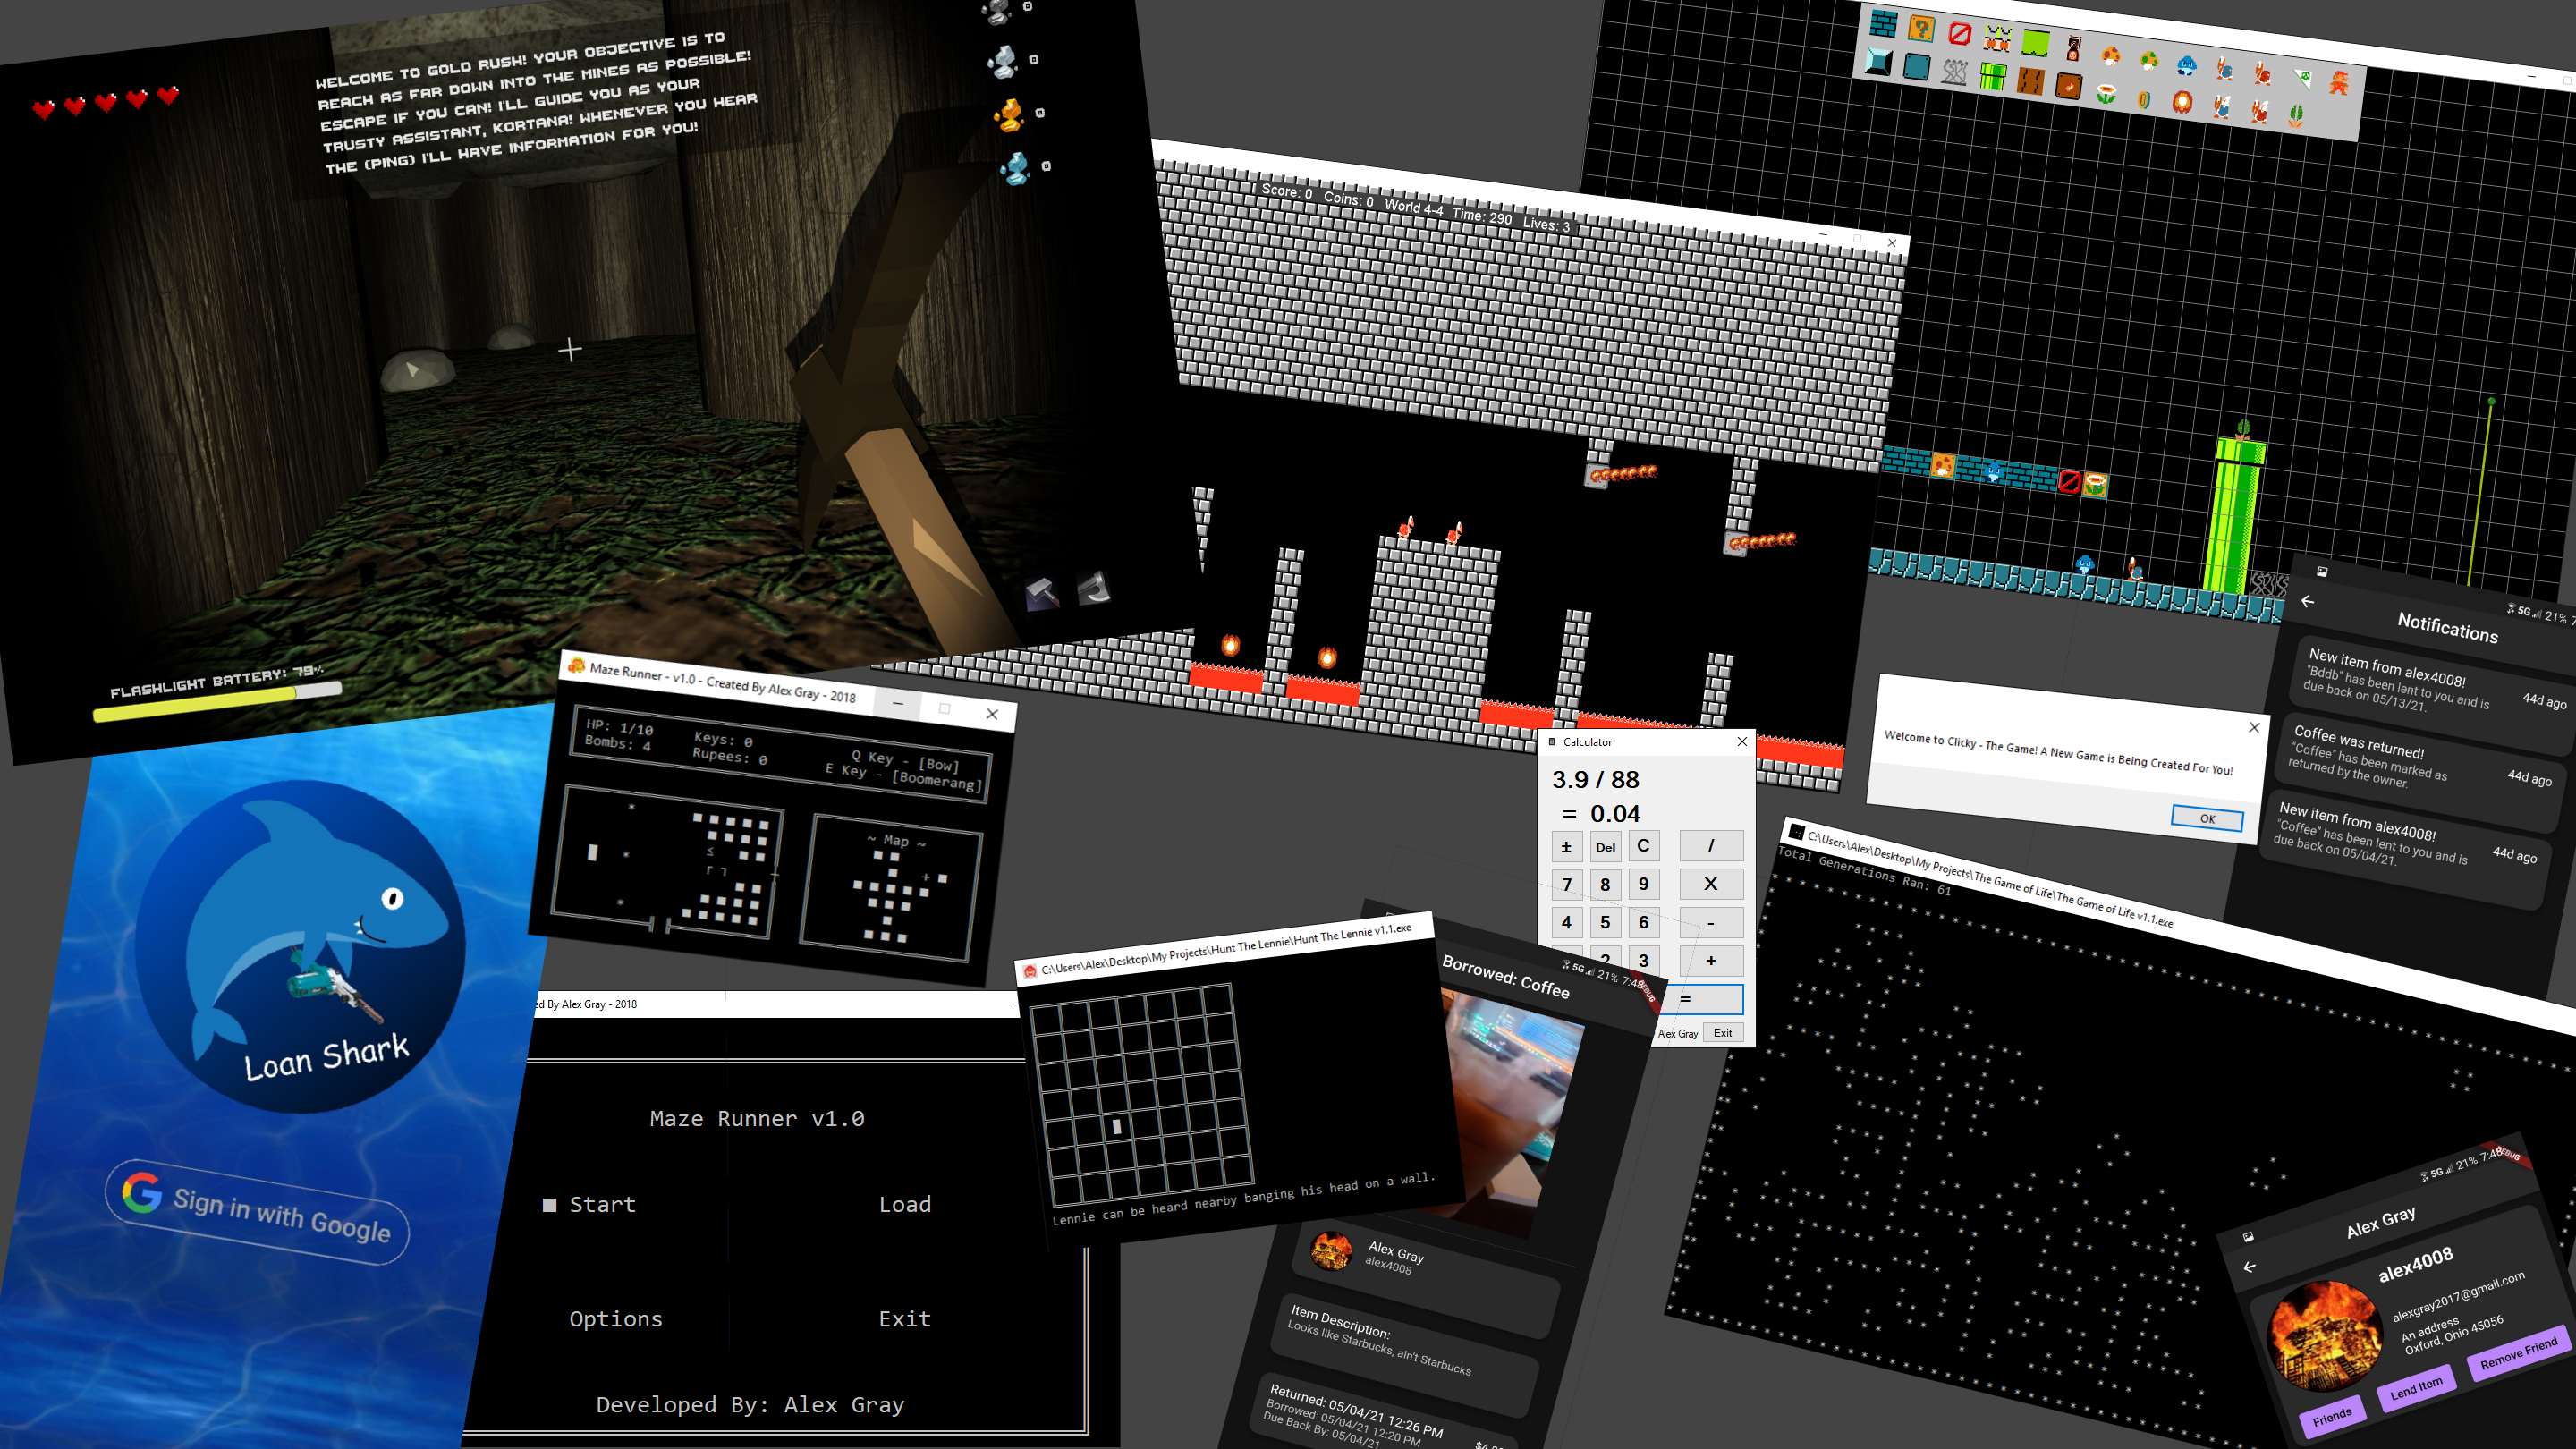 WELCOME TO GOLD RUSH! YOUR OBJECTIVE IS TO
REACH AS FAR DOWN INTO THE MINES AS POSSIBLE!
ESCAPE IF YOU CAN! I'LL GUIDE YOU AS YOUR
TRUSTY ASSISTANT, KORTANA! WHENEVER YOU HEAR
THE (PING) I'LL HAVE INFORMATION FOR YOU!
0
0
0
0
FLASHLIGHT BATTERY: 79%
Score: 0 Coins: 0 World 4-4 Time: 290 Lives: 3
5G 21% 7
Notifications
New item from alex4008!
"Bddb" has been lent to you and is
due back on 05/13/21.
44d ago
Coffee was returned!
"Coffee" has been marked as
returned by the owner.
44d ago
New item from alex4008!
"Coffee" has been lent to you and is
due back on 05/04/21.
44d ago
Maze Runner - v1.0 - Created By Alex Gray - 2018
HP: 1/10
Bombs: 4
Keys: 0
Rupees: 0
Q Key - [Bow]
E Key - [Boomerang]
~ Map ~
Calculator
3.9 / 88
= 0.04
± Del C /
7 8 9 X
4 5 6 -
2 3 +
=
Alex Gray Exit
Welcome to Clicky - The Game! A New Game is Being Created For You!
OK
C:\Users\Alex\Desktop\My Projects\The Game of Life\The Game of Life v1.1.exe
Total Generations Ran: 61
Loan Shark
Sign in with Google
ed By Alex Gray - 2018
Maze Runner v1.0
Start Load
Options Exit
Developed By: Alex Gray
C:\Users\Alex\Desktop\My Projects\Hunt The Lennie\Hunt The Lennie v1.1.exe
Lennie can be heard nearby banging his head on a wall.
5G 21% 7:48
DEBUG
Borrowed: Coffee
Alex Gray
alex4008
Item Description:
Looks like Starbucks, ain't Starbucks
Returned: 05/04/21 12:26 PM
Borrowed: 05/04/21 12:20 PM
Due Back By: 05/04/21
5G 21% 7:48
DEBUG
Alex Gray
alex4008
alexgray2017@gmail.com
An address
Oxford, Ohio 45056
Friends
Lend Item
Remove Friend